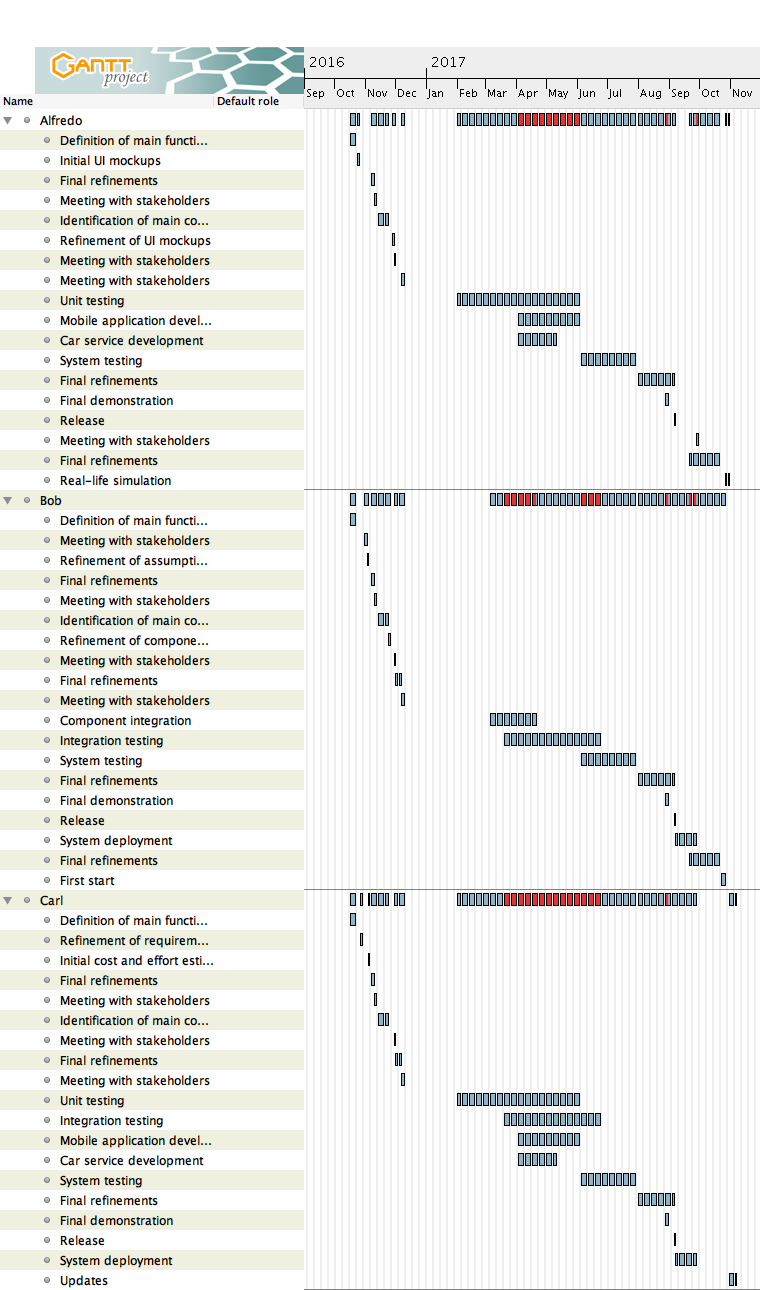 GANTT
project
2016 2017
Sep Oct Nov Dec Jan Feb Mar Apr May Jun Jul Aug Sep Oct Nov
Name Default role
Alfredo
Definition of main functi...
Initial UI mockups
Final refinements
Meeting with stakeholders
Identification of main co...
Refinement of UI mockups
Meeting with stakeholders
Meeting with stakeholders
Unit testing
Mobile application devel...
Car service development
System testing
Final refinements
Final demonstration
Release
Meeting with stakeholders
Final refinements
Real-life simulation
Bob
Definition of main functi...
Meeting with stakeholders
Refinement of assumpti...
Final refinements
Meeting with stakeholders
Identification of main co...
Refinement of compone...
Meeting with stakeholders
Final refinements
Meeting with stakeholders
Component integration
Integration testing
System testing
Final refinements
Final demonstration
Release
System deployment
Final refinements
First start
Carl
Definition of main functi...
Refinement of requirem...
Initial cost and effort esti...
Final refinements
Meeting with stakeholders
Identification of main co...
Meeting with stakeholders
Final refinements
Meeting with stakeholders
Unit testing
Integration testing
Mobile application devel...
Car service development
System testing
Final refinements
Final demonstration
Release
System deployment
Updates